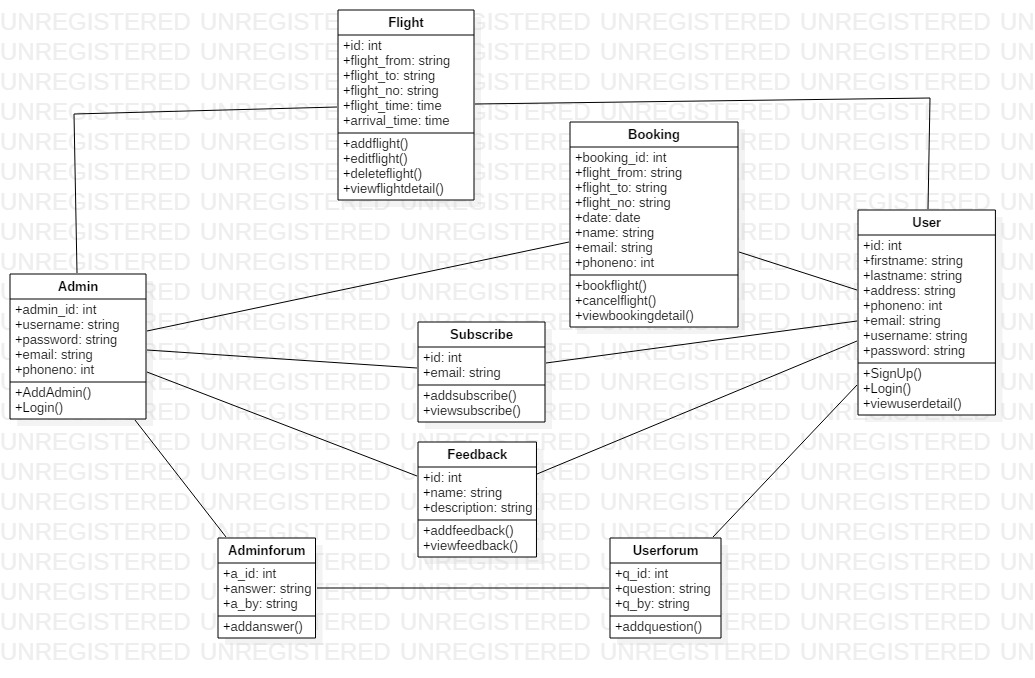 Flight
+id: int
+flight_from: string
+flight_to: string
+flight_no: string
+flight_time: time
+arrival_time: time
+addflight()
+editflight()
+deleteflight()
+viewflightdetail()
Booking
+booking_id: int
+flight_from: string
+flight_to: string
+flight_no: string
+date: date
+name: string
+email: string
+phoneno: int
+bookflight()
+cancelflight()
+viewbookingdetail()
User
+id: int
+firstname: string
+lastname: string
+address: string
+phoneno: int
+email: string
+username: string
+password: string
+SignUp()
+Login()
+viewuserdetail()
Admin
+admin_id: int
+username: string
+password: string
+email: string
+phoneno: int
+AddAdmin()
+Login()
Subscribe
+id: int
+email: string
+addsubscribe()
+viewsubscribe()
Feedback
+id: int
+name: string
+description: string
+addfeedback()
+viewfeedback()
Adminforum
+a_id: int
+answer: string
+a_by: string
+addanswer()
Userforum
+q_id: int
+question: string
+q_by: string
+addquestion()
UNREGISTERED